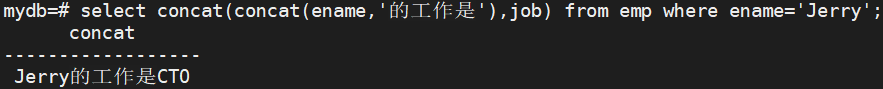 mydb=# select concat(concat(ename,'的工作是'),job) from emp where ename='Jerry';
concat
------------------
Jerry的工作是CTO